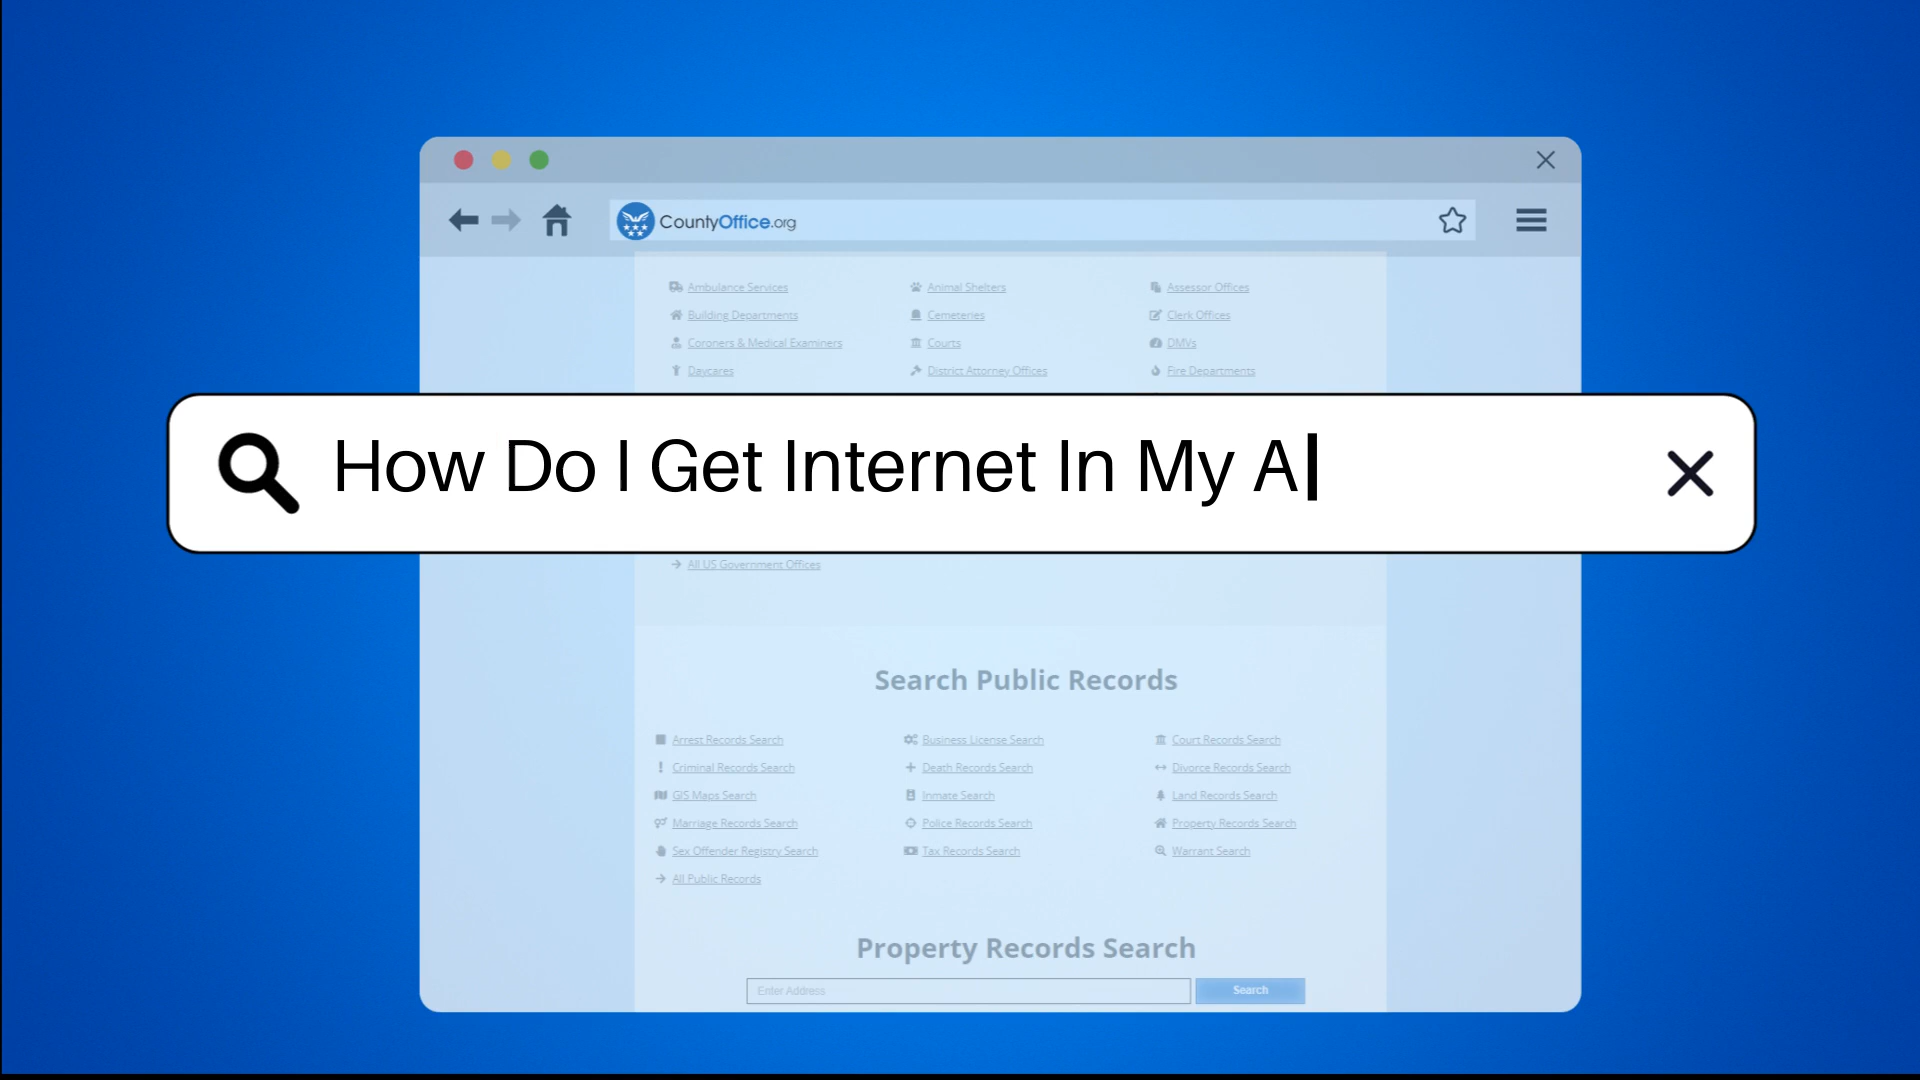 CountyOffice.org
Ambulance Services Animal Shelters Assessor Offices
Building Departments Cemeteries Clerk Offices
Coroners & Medical Examiners Courts DMVs
Daycares District Attorney Offices Fire Departments
How Do I Get Internet In My A
All US Government Offices
Search Public Records
Arrest Records Search Business License Search Court Records Search
Criminal Records Search Death Records Search Divorce Records Search
GIS Maps Search Inmate Search Land Records Search
Marriage Records Search Police Records Search Property Records Search
Sex Offender Registry Search Tax Records Search Warrant Search
All Public Records
Property Records Search
Enter Address Search